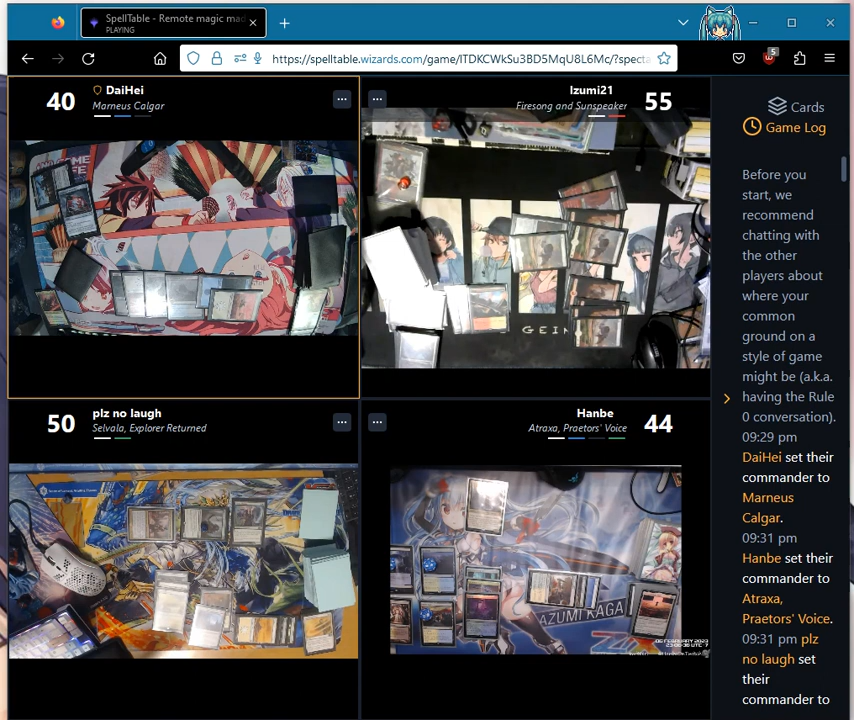 SpellTable - Remote magic mad
PLAYING
https://spelltable.wizards.com/game/ITDKCWkSu3BD5MqU8L6Mc/?specta
5
40
DaiHei
Marneus Calgar
Izumi21
Firesong and Sunspeaker
55
50
plz no laugh
Selvala, Explorer Returned
Hanbe
Atraxa, Praetors' Voice
44
AZUMI KAGA
Cards
Game Log
Before you
start, we
recommend
chatting with
the other
players about
where your
common
ground on a
style of game
might be (a.k.a.
having the Rule
0 conversation).
09:29 pm
DaiHei set their
commander to
Marneus
Calgar.
09:31 pm
Hanbe set their
commander to
Atraxa,
Praetors' Voice.
09:31 pm plz
no laugh set
their
commander to